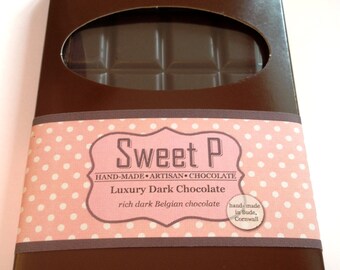 Sweet P
HAND-MADE • ARTISAN • CHOCOLATE
Luxury Dark Chocolate
rich dark Belgian chocolate
hand-made
in Bude,
Cornwall